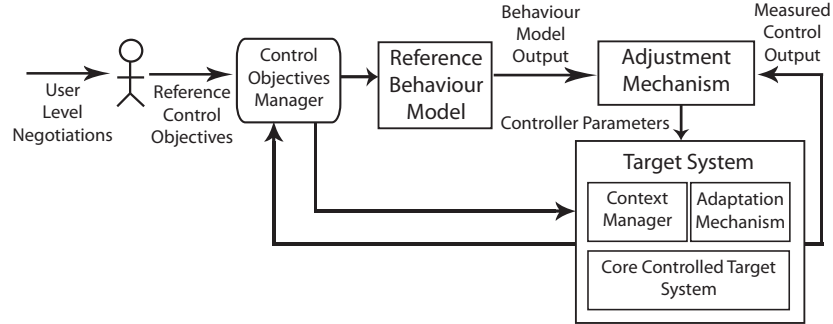 User
Level
Negotiations
Reference
Control
Objectives
Control
Objectives
Manager
Reference
Behaviour
Model
Behaviour
Model
Output
Adjustment
Mechanism
Measured
Control
Output
Controller Parameters
Target System
Context
Manager
Adaptation
Mechanism
Core Controlled Target
System